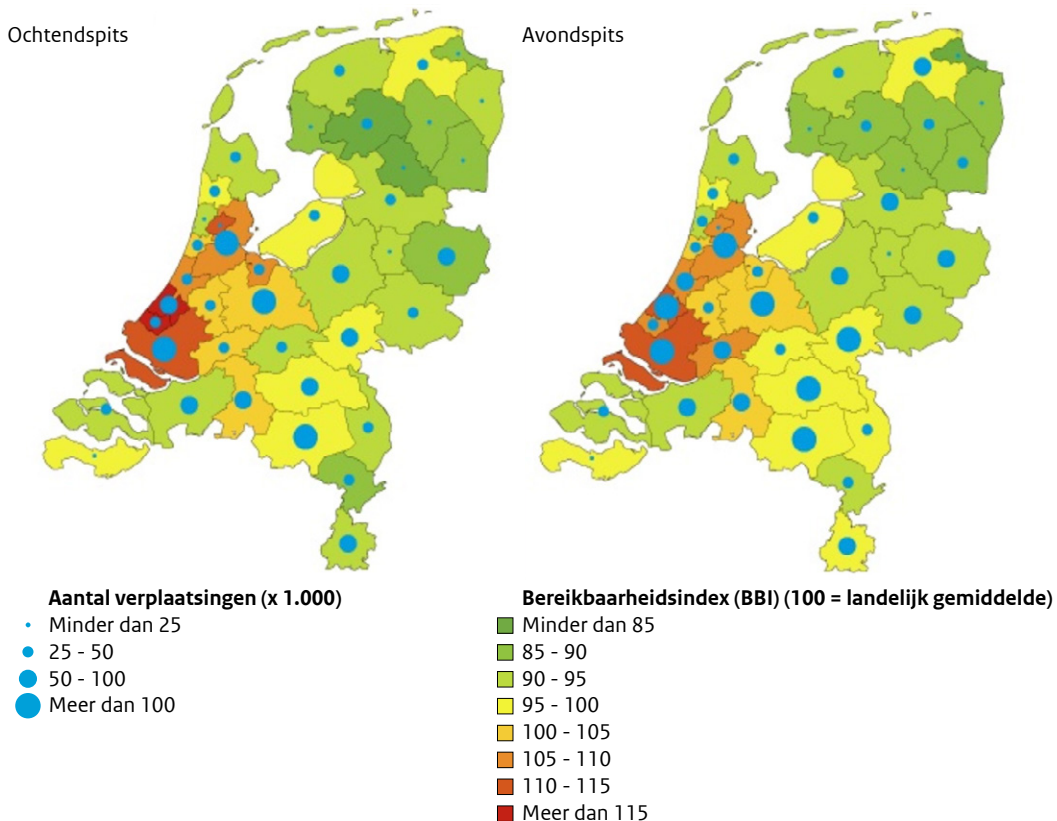 Ochtendspits
Avondspits
Aantal verplaatsingen (x 1.000)
Minder dan 25
25 - 50
50 - 100
Meer dan 100
Bereikbaarheidsindex (BBI) (100 = landelijk gemiddelde)
Minder dan 85
85 - 90
90 - 95
95 - 100
100 - 105
105 - 110
110 - 115
Meer dan 115